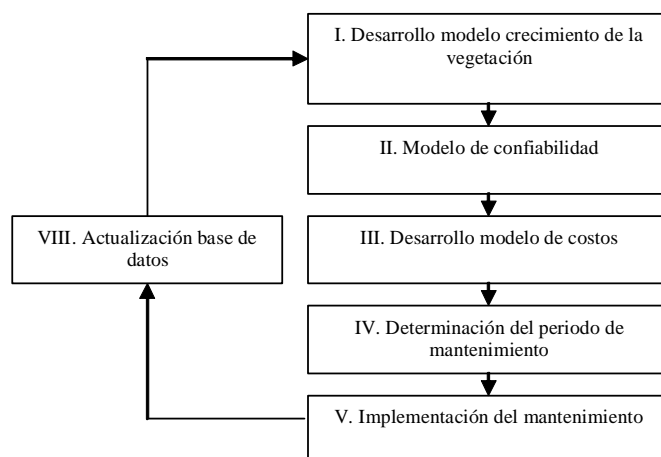 I. Desarrollo modelo crecimiento de la
vegetación
II. Modelo de confiabilidad
III. Desarrollo modelo de costos
IV. Determinación del periodo de
mantenimiento
V. Implementación del mantenimiento
VIII. Actualización base de
datos